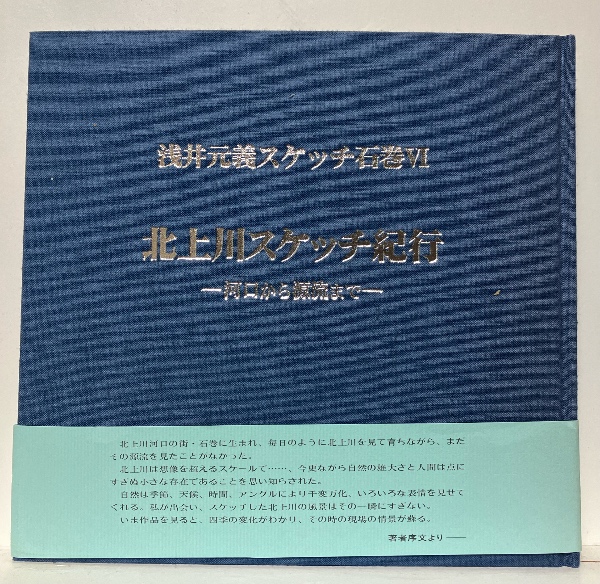 浅井元義スケッチ石巻Ⅵ
北上川スケッチ紀行
―河口から源流まで―
北上川河口の街・石巻に生まれ、毎日のように北上川を見て育ちながら、まだ
その源流を見たことがなかった。
北上川は想像を超えるスケールで……、今更ながら自然の雄大さと人間は点に
すぎぬ小さな存在であることを思い知らされた。
自然は季節、天候、時間、アングルにより千変万化、いろいろな表情を見せて
くれる。私が出会い、スケッチした北上川の風景はその一瞬にすぎない。
いま作品を見ると、四季の変化がわかり、その時の現場の情景が蘇る。
著者序文より――